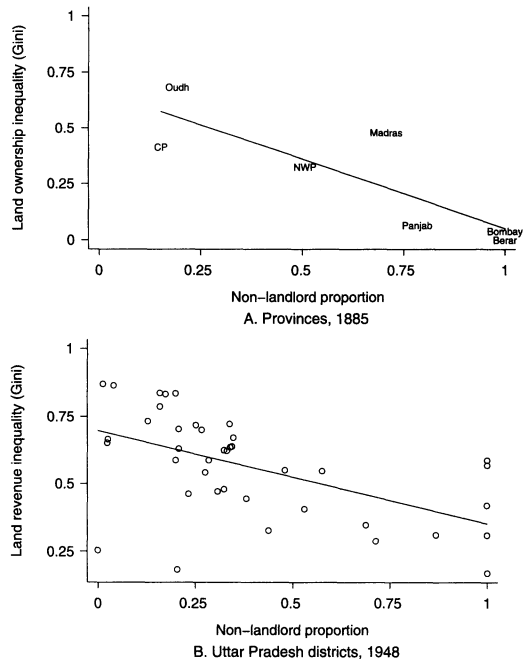 Land ownership inequality (Gini)
1
0.75
0.5
0.25
0
Oudh
CP
Madras
NWP
Panjab
Bombay
Berar
0 0.25 0.5 0.75 1
Non−landlord proportion
A. Provinces, 1885
Land revenue inequality (Gini)
1
0.75
0.5
0.25
0 0.25 0.5 0.75 1
Non−landlord proportion
B. Uttar Pradesh districts, 1948